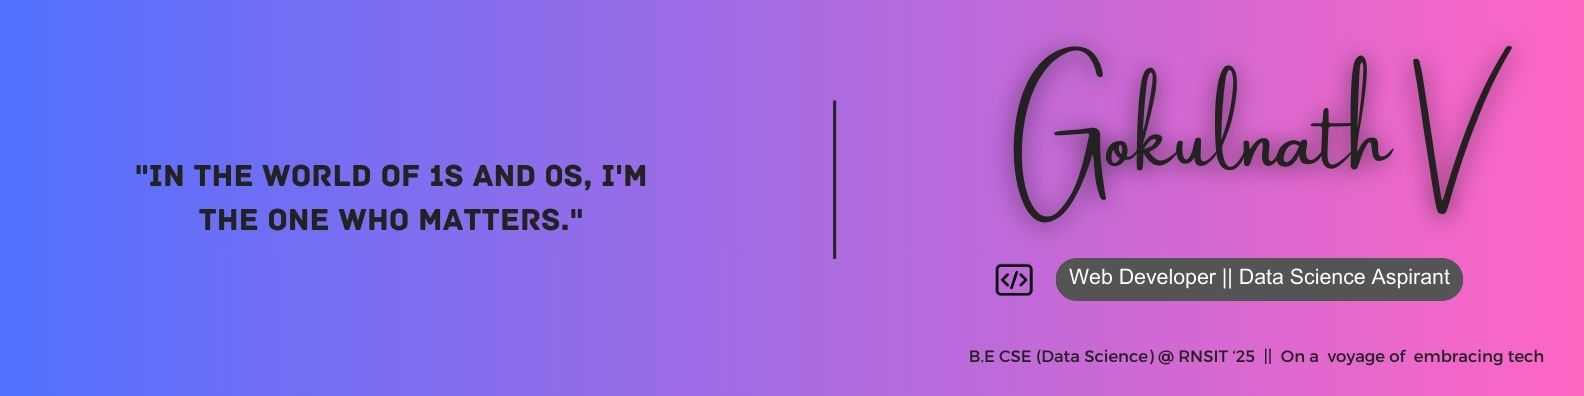 "IN THE WORLD OF 1S AND 0S, I'M
THE ONE WHO MATTERS."
Gokulnath V
</>
Web Developer || Data Science Aspirant
B.E CSE (Data Science) @ RNSIT ‘25 || On a voyage of embracing tech